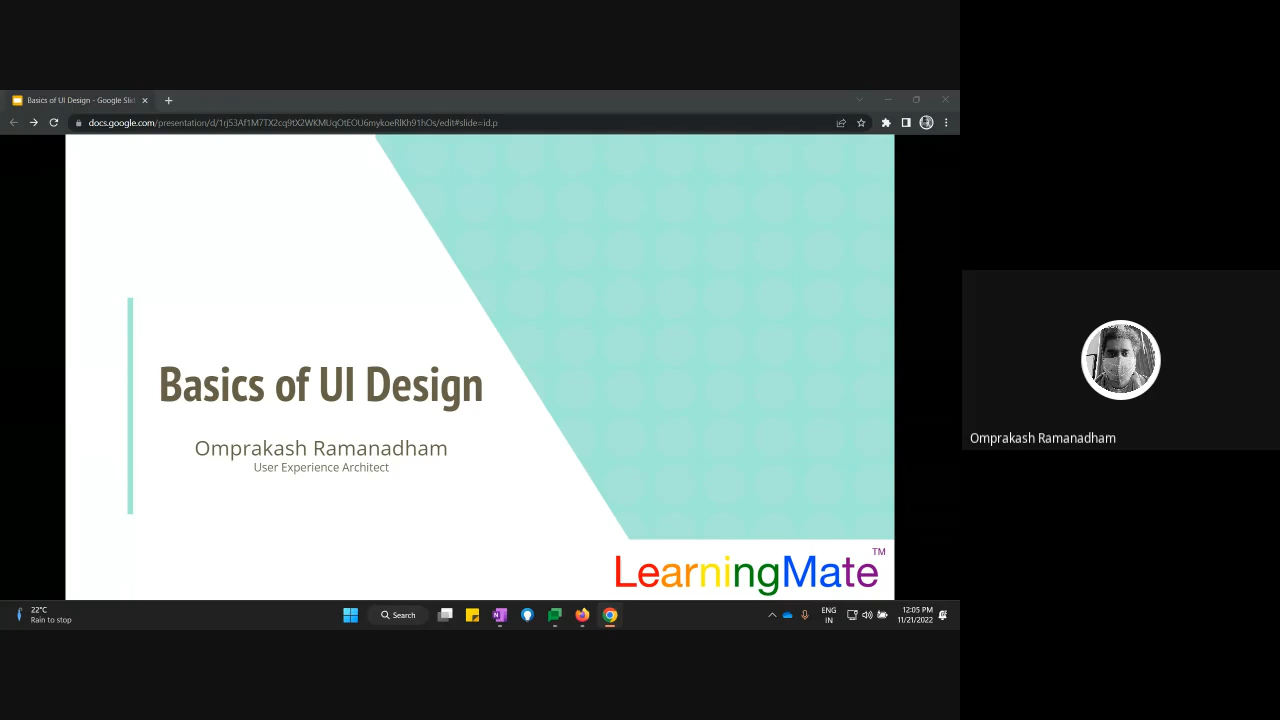 Basics of UI Design - Google Slid
docs.google.com/presentation/d/1rj53Af1M7TX2cq9tX2WKMUqOtEOU6mykoeRlKh91hOs/edit#slide=id.p
Basics of UI Design
Omprakash Ramanadham
User Experience Architect
LearningMate TM
Omprakash Ramanadham
22°C
Rain to stop
Search
ENG
IN
12:05 PM
11/21/2022